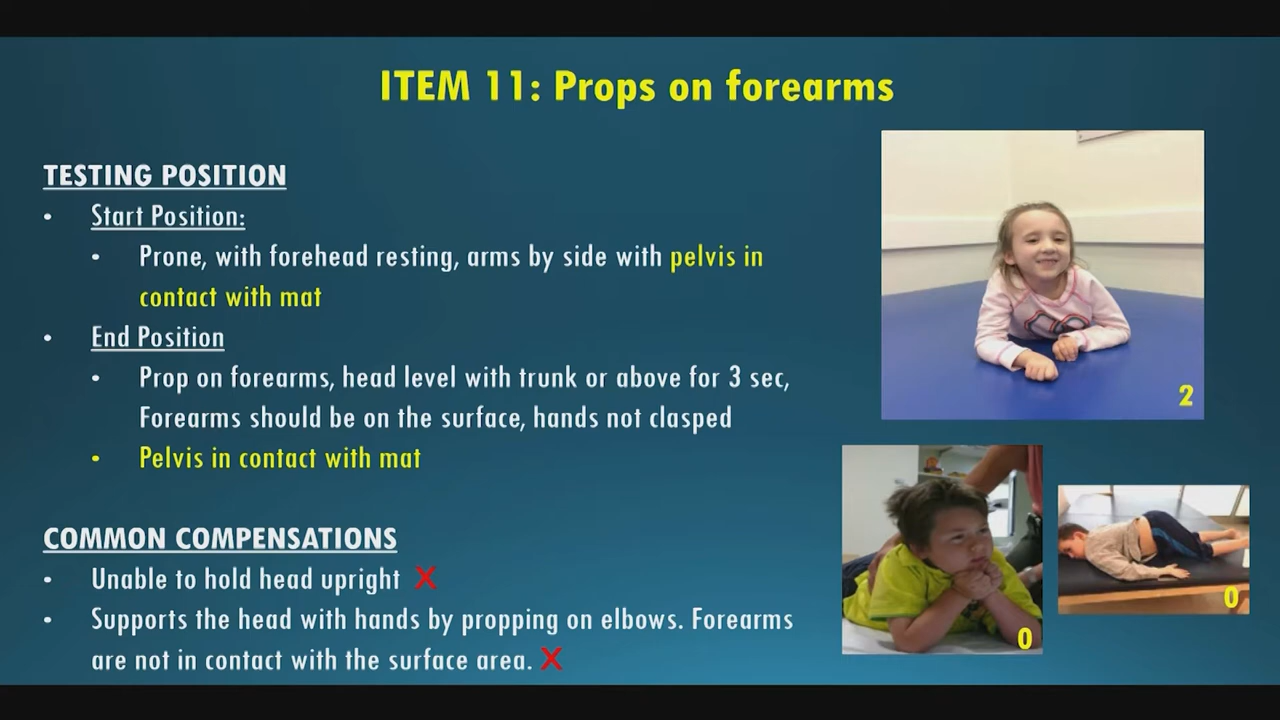 ITEM 11: Props on forearms
TESTING POSITION
• Start Position:
• Prone, with forehead resting, arms by side with pelvis in
contact with mat
• End Position
• Prop on forearms, head level with trunk or above for 3 sec,
Forearms should be on the surface, hands not clasped
• Pelvis in contact with mat
COMMON COMPENSATIONS
• Unable to hold head upright X
• Supports the head with hands by propping on elbows. Forearms
are not in contact with the surface area. X
2
0
0